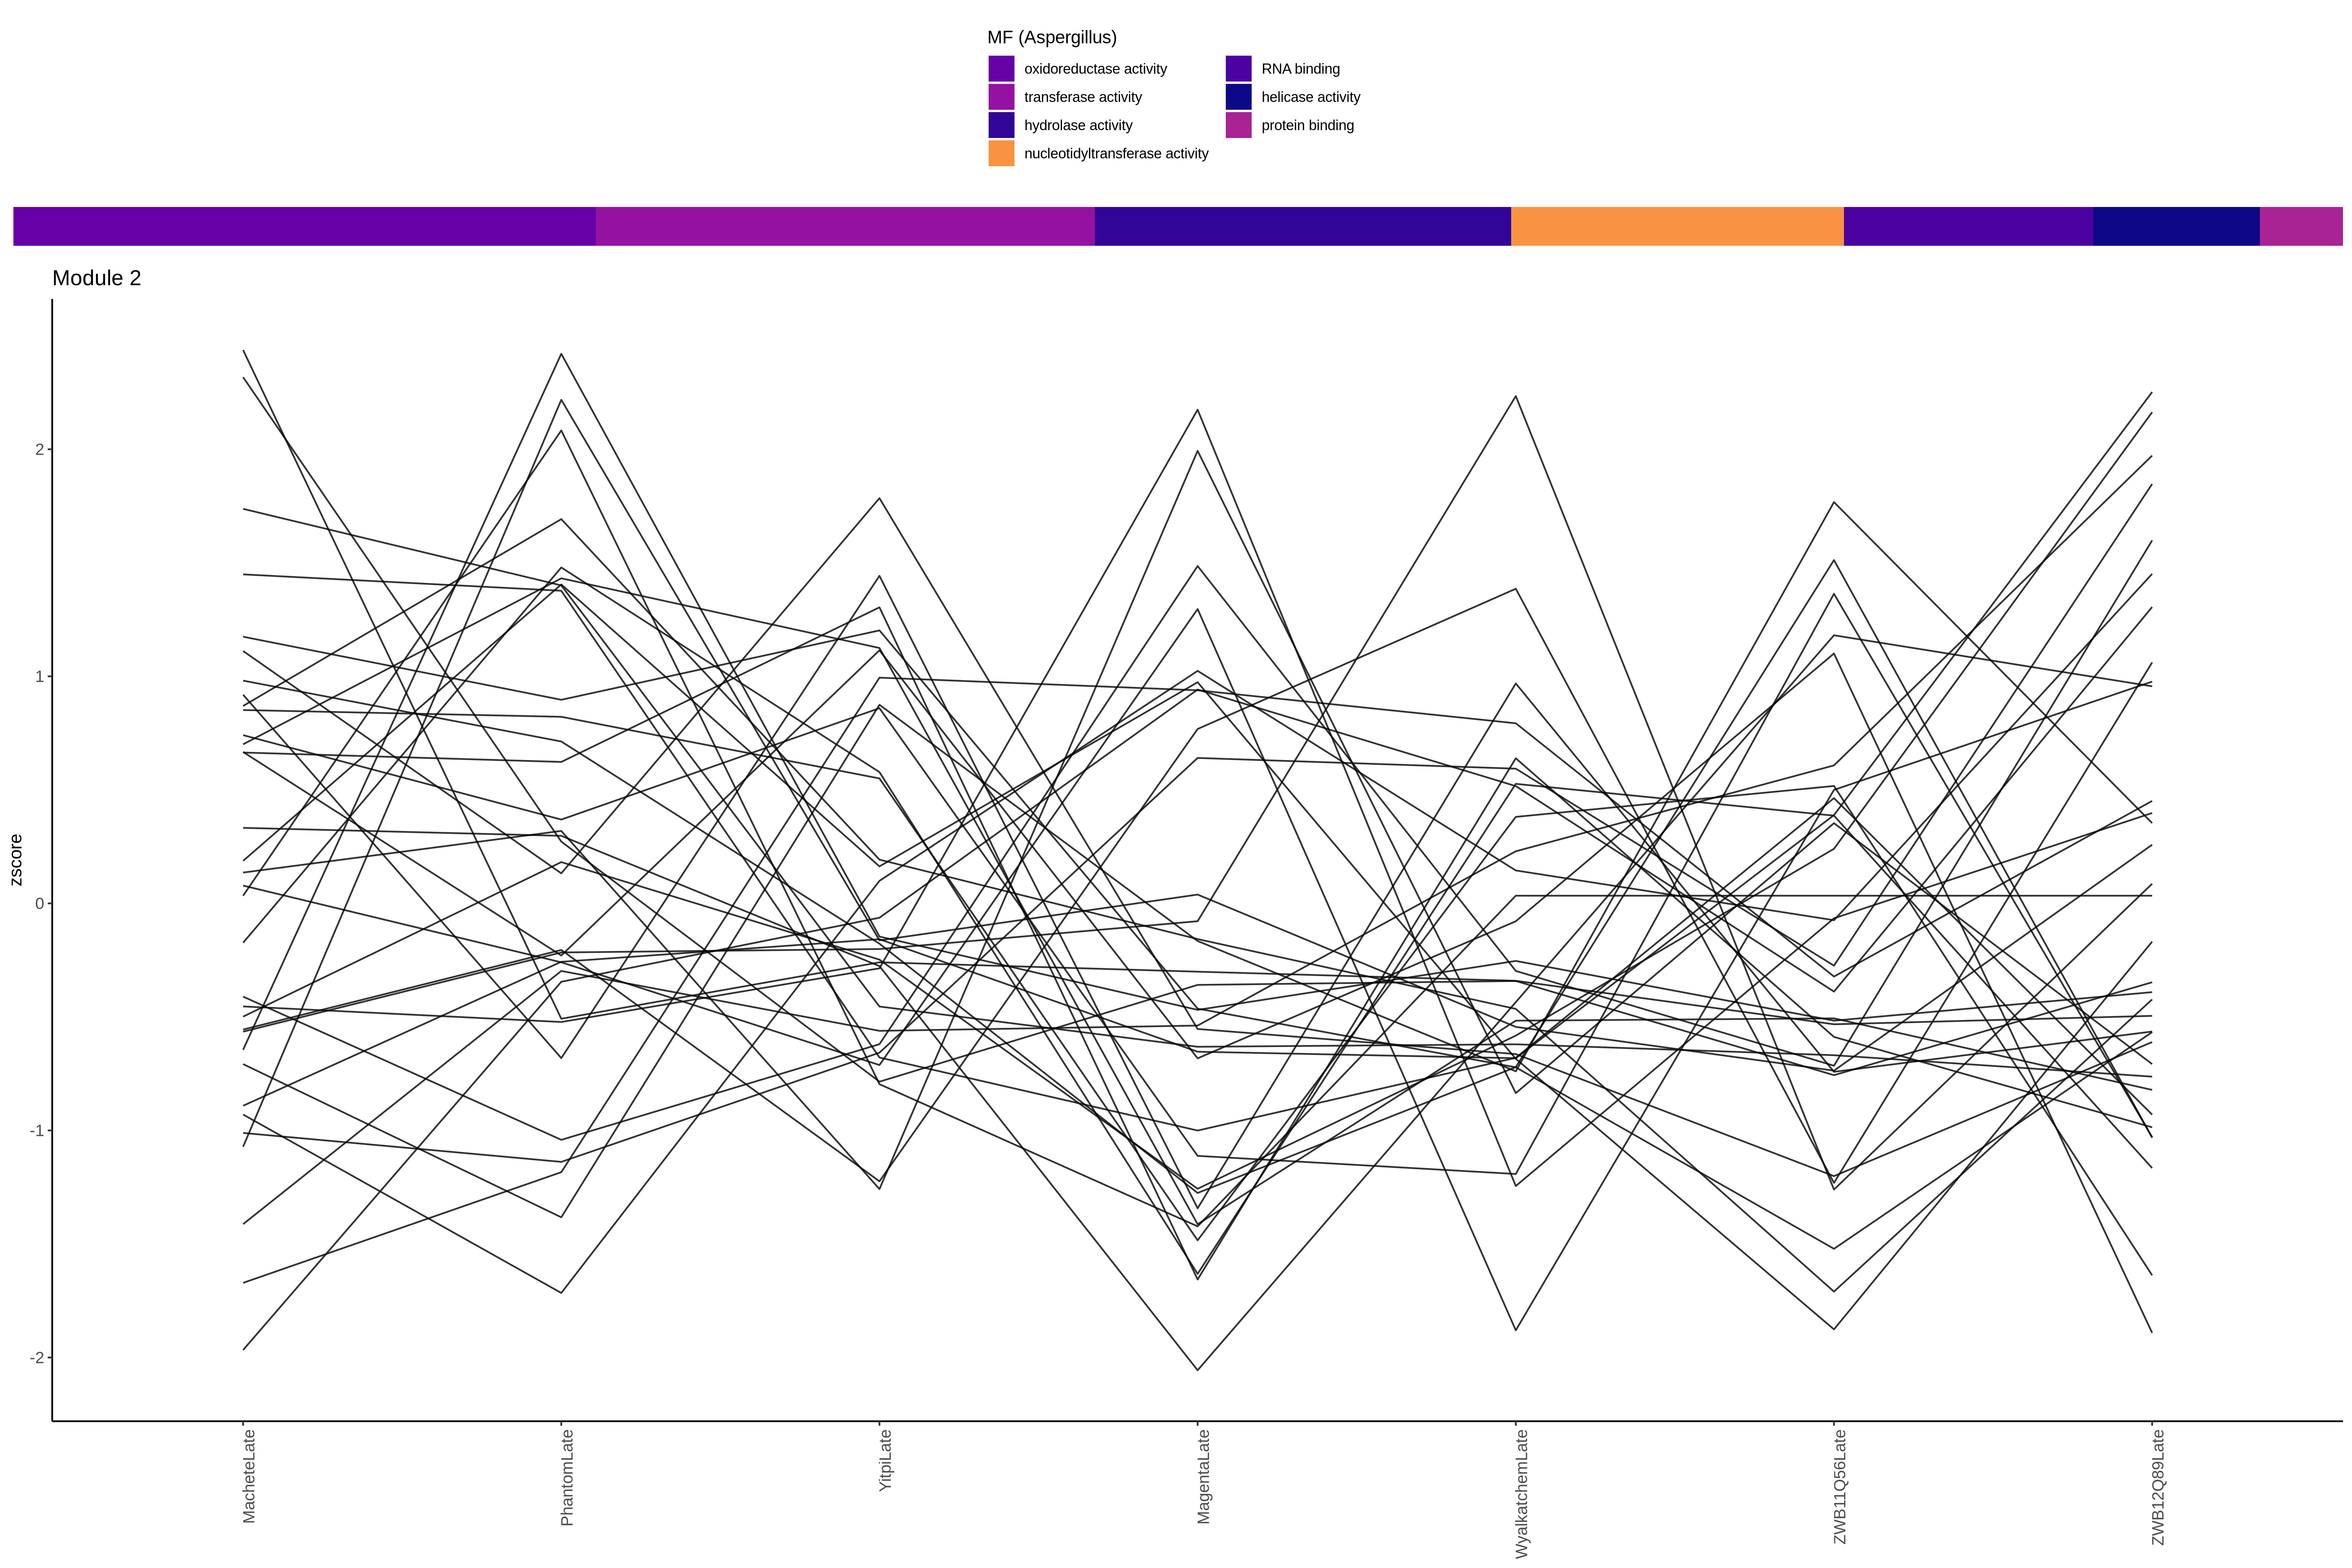 MF (Aspergillus)
oxidoreductase activity
RNA binding
transferase activity
helicase activity
hydrolase activity
protein binding
nucleotidyltransferase activity
Module 2
zscore
2
1
0
-1
-2
MacheteLate
PhantomLate
YitpiLate
MagentaLate
WyalkatchemLate
ZWB11Q56Late
ZWB12Q89Late